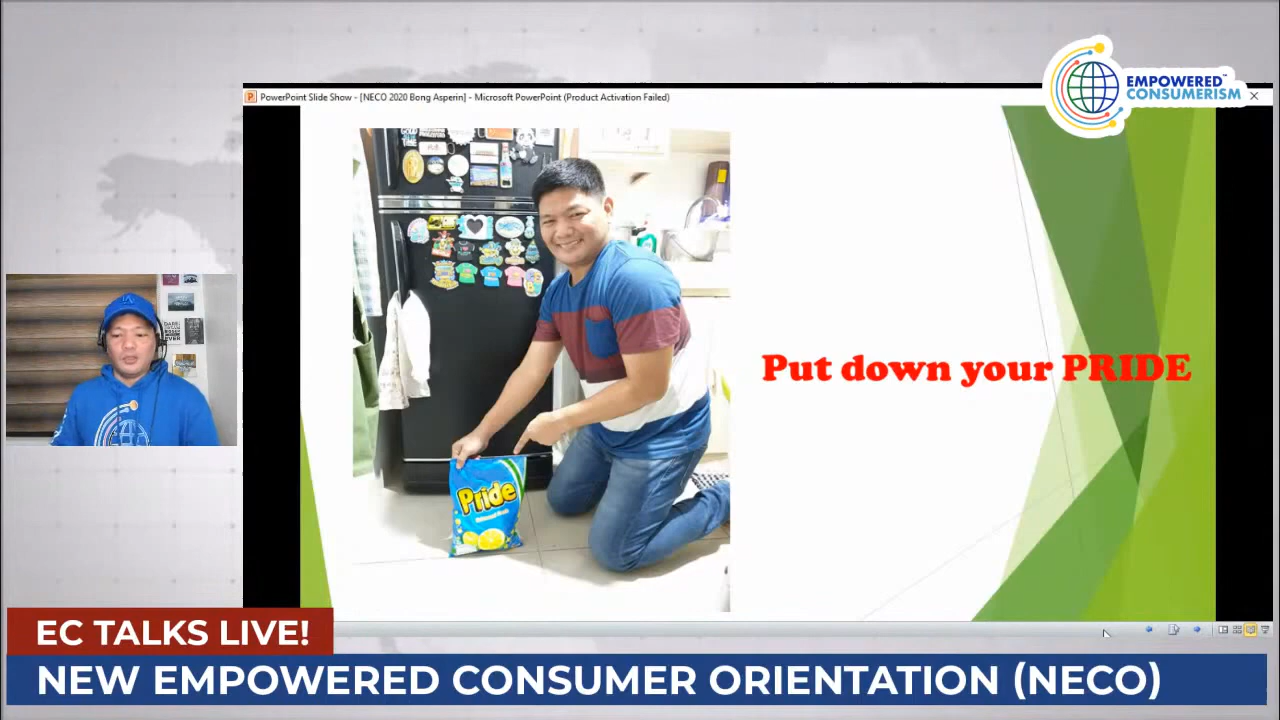 EMPOWERED™
CONSUMERISM
PowerPoint Slide Show - [NECO 2020 Bong Asperin] - Microsoft PowerPoint (Product Activation Failed)
Put down your PRIDE
Pride
EC TALKS LIVE!
NEW EMPOWERED CONSUMER ORIENTATION (NECO)